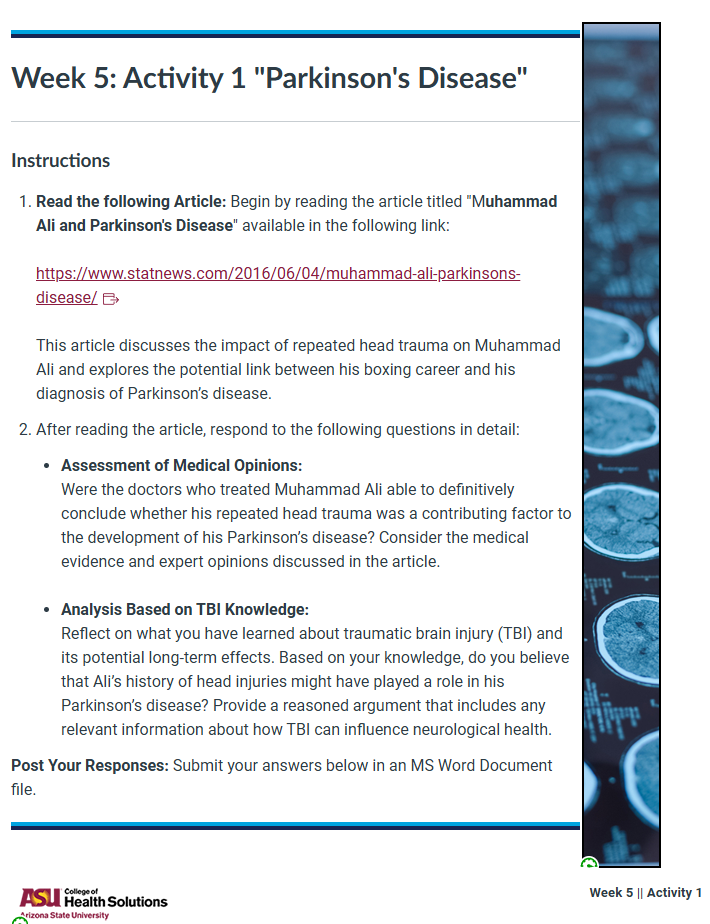 Week 5: Activity 1 "Parkinson's Disease"
Instructions
1. Read the following Article: Begin by reading the article titled "Muhammad
Ali and Parkinson's Disease" available in the following link:
https://www.statnews.com/2016/06/04/muhammad-ali-parkinsons-
disease/
This article discusses the impact of repeated head trauma on Muhammad
Ali and explores the potential link between his boxing career and his
diagnosis of Parkinson’s disease.
2. After reading the article, respond to the following questions in detail:
• Assessment of Medical Opinions:
Were the doctors who treated Muhammad Ali able to definitively
conclude whether his repeated head trauma was a contributing factor to
the development of his Parkinson’s disease? Consider the medical
evidence and expert opinions discussed in the article.
• Analysis Based on TBI Knowledge:
Reflect on what you have learned about traumatic brain injury (TBI) and
its potential long-term effects. Based on your knowledge, do you believe
that Ali’s history of head injuries might have played a role in his
Parkinson’s disease? Provide a reasoned argument that includes any
relevant information about how TBI can influence neurological health.
Post Your Responses: Submit your answers below in an MS Word Document
file.
ASU College of
Health Solutions
Arizona State University
Week 5 || Activity 1